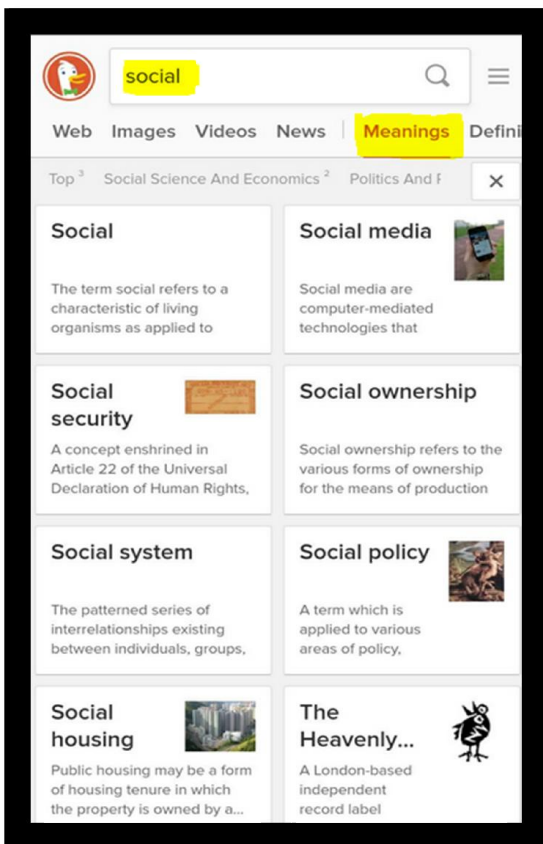 social
Web Images Videos News Meanings Defini
Top 3 Social Science And Economics 2 Politics And
Social
The term social refers to a
characteristic of living
organisms as applied to
Social media
Social media are
computer-mediated
technologies that
Social
security
A concept enshrined in
Article 22 of the Universal
Declaration of Human Rights,
Social ownership
Social ownership refers to the
various forms of ownership
for the means of production
Social system
The patterned series of
interrelationships existing
between individuals, groups,
Social policy
A term which is
applied to various
areas of policy,
Social
housing
Public housing may be a form
of housing tenure in which
the property is owned by a...
The
Heavenly...
A London-based
independent
record label